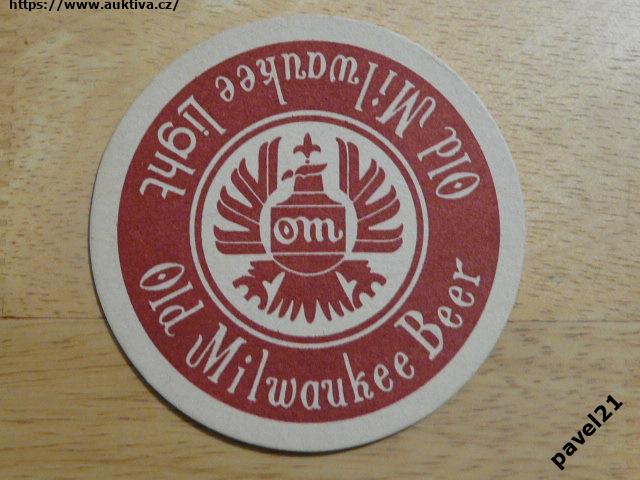 https://www.auktiva.cz/
Old Milwaukee Light
om
Old Milwaukee Beer
pavel21